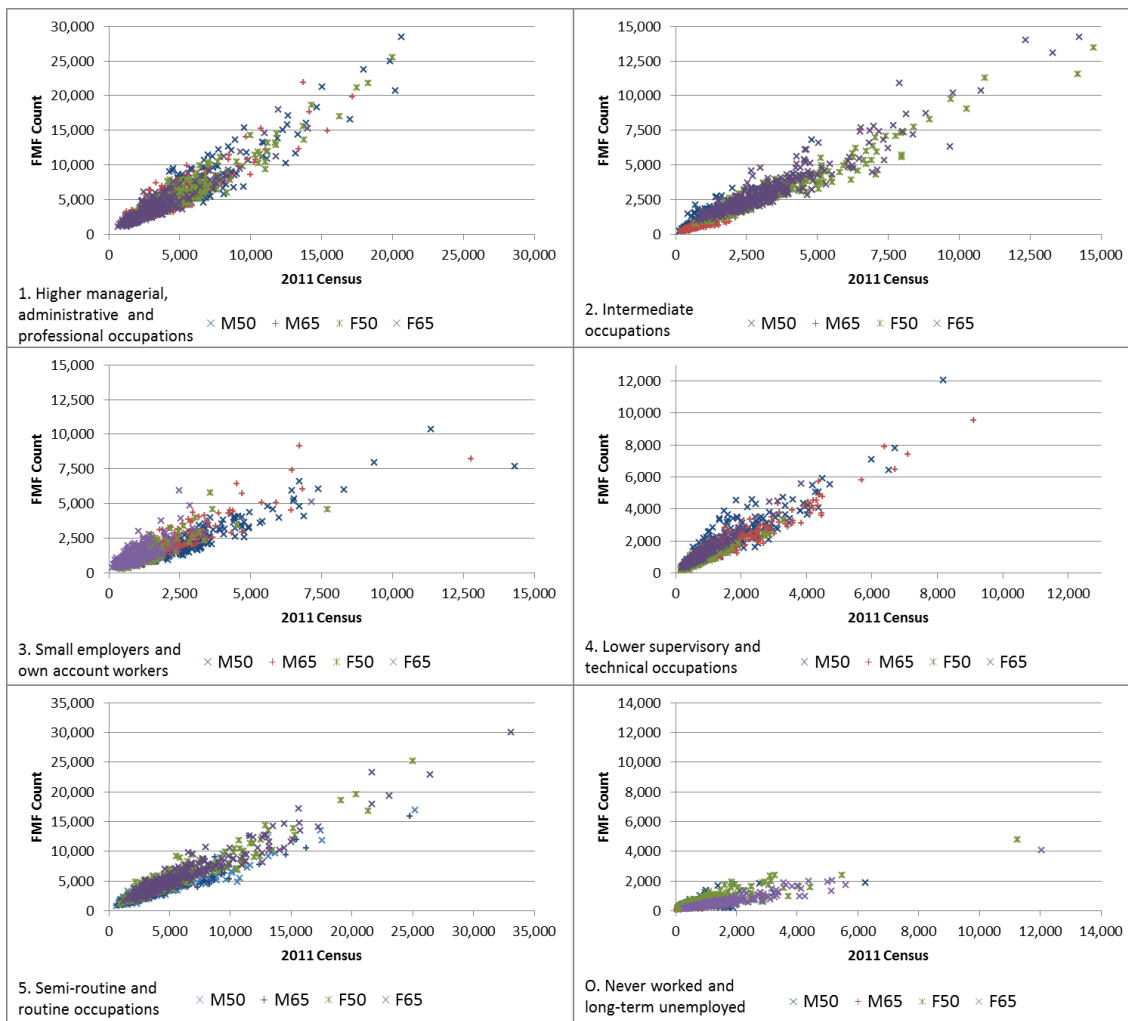 30,000
25,000
20,000
15,000
10,000
5,000
0
FMF Count
0 5,000 10,000 15,000 20,000 25,000 30,000
2011 Census
1. Higher managerial,
administrative and
professional occupations
M50 M65 F50 F65
15,000
12,500
10,000
7,500
5,000
2,500
0
FMF Count
0 2,500 5,000 7,500 10,000 12,500 15,000
2011 Census
2. Intermediate
occupations
M50 M65 F50 F65
15,000
12,500
10,000
7,500
5,000
2,500
0
FMF Count
0 2,500 5,000 7,500 10,000 12,500 15,000
2011 Census
3. Small employers and
own account workers
M50 M65 F50 F65
12,000
10,000
8,000
6,000
4,000
2,000
0
FMF Count
0 2,000 4,000 6,000 8,000 10,000 12,000
2011 Census
4. Lower supervisory and
technical occupations
M50 M65 F50 F65
35,000
30,000
25,000
20,000
15,000
10,000
5,000
0
FMF Count
0 5,000 10,000 15,000 20,000 25,000 30,000 35,000
2011 Census
5. Semi-routine and
routine occupations
M50 M65 F50 F65
14,000
12,000
10,000
8,000
6,000
4,000
2,000
0
FMF Count
0 2,000 4,000 6,000 8,000 10,000 12,000 14,000
2011 Census
O. Never worked and
long-term unemployed
M50 M65 F50 F65